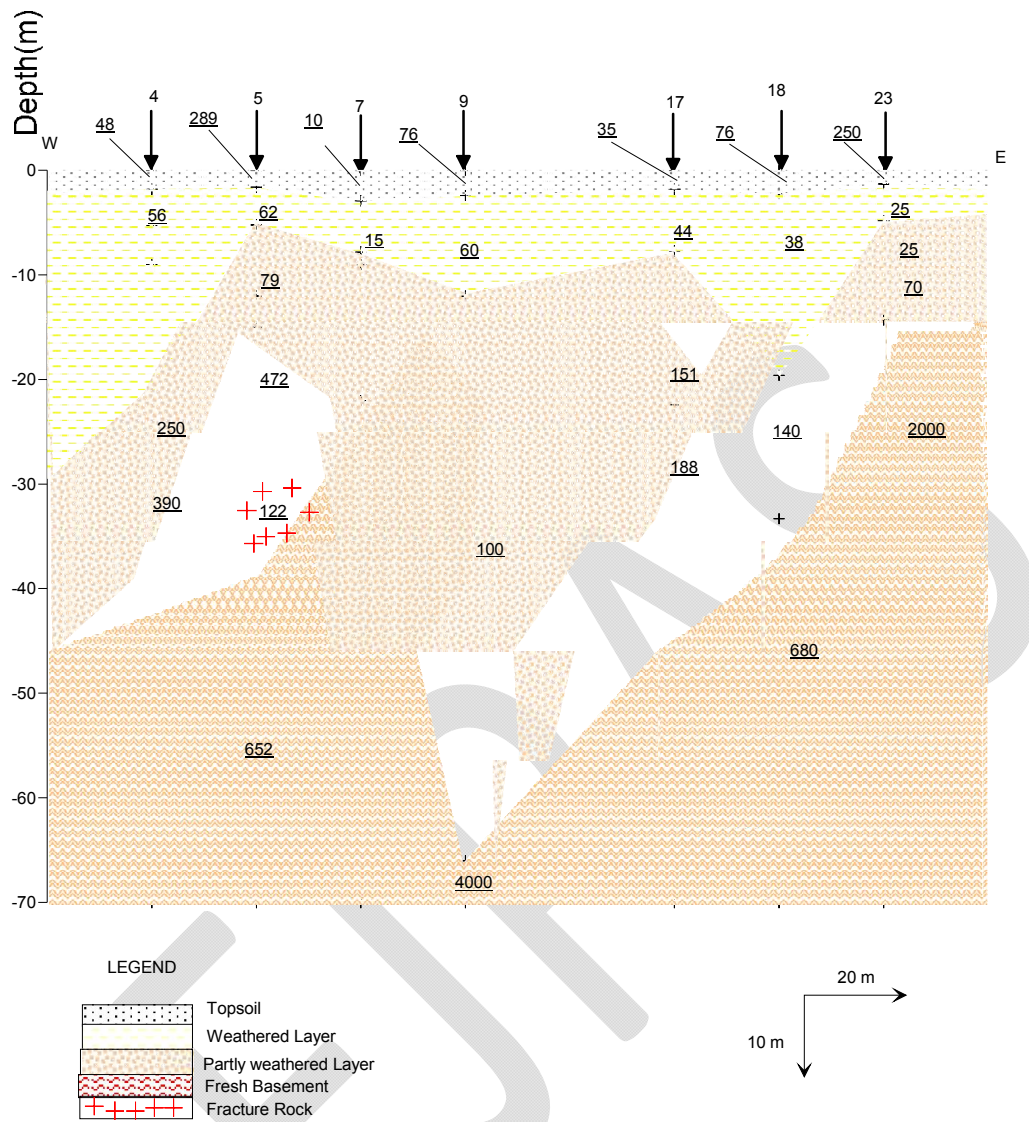 Depth(m)
4 5 7 9 17 18 23
48 289 10 76 35 76 250
W E
0
-10
-20
-30
-40
-50
-60
-70
56 62 15 60 44 38 25
25
79 70
472 151
250 140 2000
390 122 188
100
680
652
4000
LEGEND
Topsoil
Weathered Layer
Partly weathered Layer
Fresh Basement
Fracture Rock
20 m
10 m